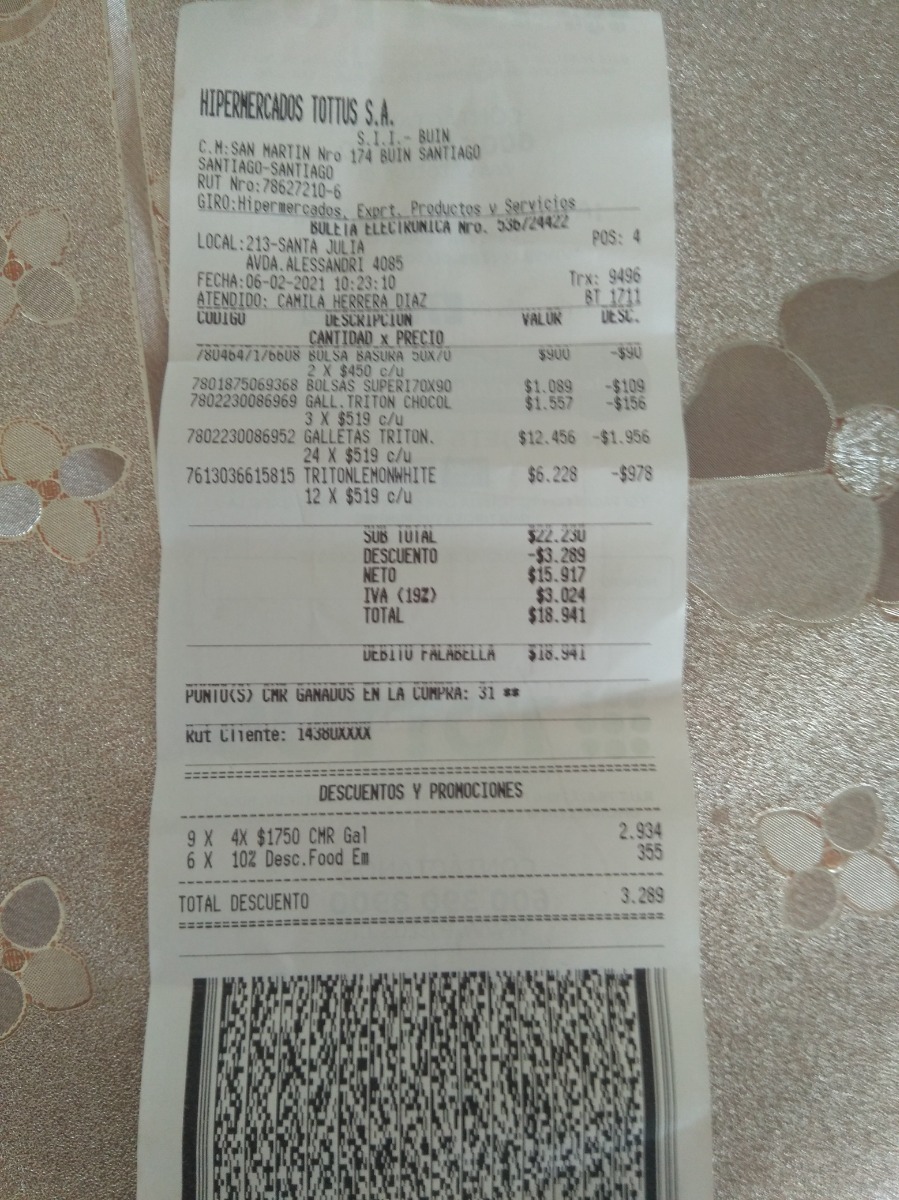 HIPERMERCADOS TOTTUS S.A.
S.I.I.- BUIN
C.M:SAN MARTIN Nro 174 BUIN SANTIAGO
SANTIAGO-SANTIAGO
RUT Nro:78627210-6
GIRO:Hipermercados, Exprt. Productos y Servicios
BOLETA ELECTRONICA Nro. 536724422
LOCAL:213-SANTA JULIA POS: 4
AVDA.ALESSANDRI 4085
FECHA:06-02-2021 10:23:10 Trx: 9496
ATENDIDO: CAMILA HERRERA DIAZ BT 1711
CODIGO DESCRIPCION VALOR DESC.
CANTIDAD x PRECIO
7804647176608 BOLSA BASURA 50X70 $900 -$90
2 X $450 c/u
7801875069368 BOLSAS SUPERI70X90 $1.089 -$109
7802230086969 GALL.TRITON CHOCOL $1.557 -$156
3 X $519 c/u
7802230086952 GALLETAS TRITON. $12.456 -$1.956
24 X $519 c/u
7613036615815 TRITONLEMONWHITE $6.228 -$978
12 X $519 c/u
SUB TOTAL $22.230
DESCUENTO -$3.289
NETO $15.917
IVA (19%) $3.024
TOTAL $18.941
DEBITO FALABELLA $18.941
PUNTO(S) CMR GANADOS EN LA COMPRA: 31 **
Rut Cliente: 14380XXXX
DESCUENTOS Y PROMOCIONES
9 X 4X $1750 CMR Gal 2.934
6 X 10% Desc.Food Em 355
TOTAL DESCUENTO 3.289